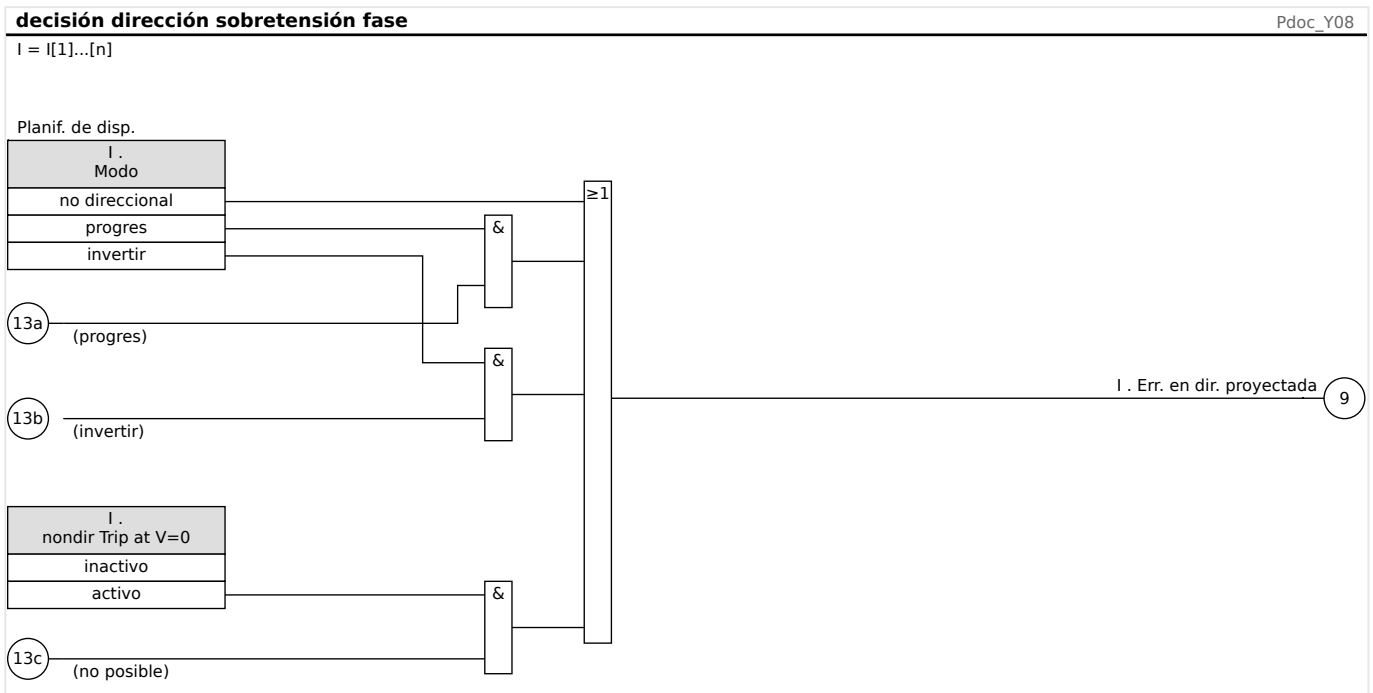 decisión dirección sobretensión fase
Pdoc_Y08
I = I[1]...[n]
Planif. de disp.
I .
Modo
no direccional
progres
invertir
≥1
&
13a
(progres)
&
I . Err. en dir. proyectada
9
13b
(invertir)
I .
nondir Trip at V=0
inactivo
activo
&
13c
(no posible)